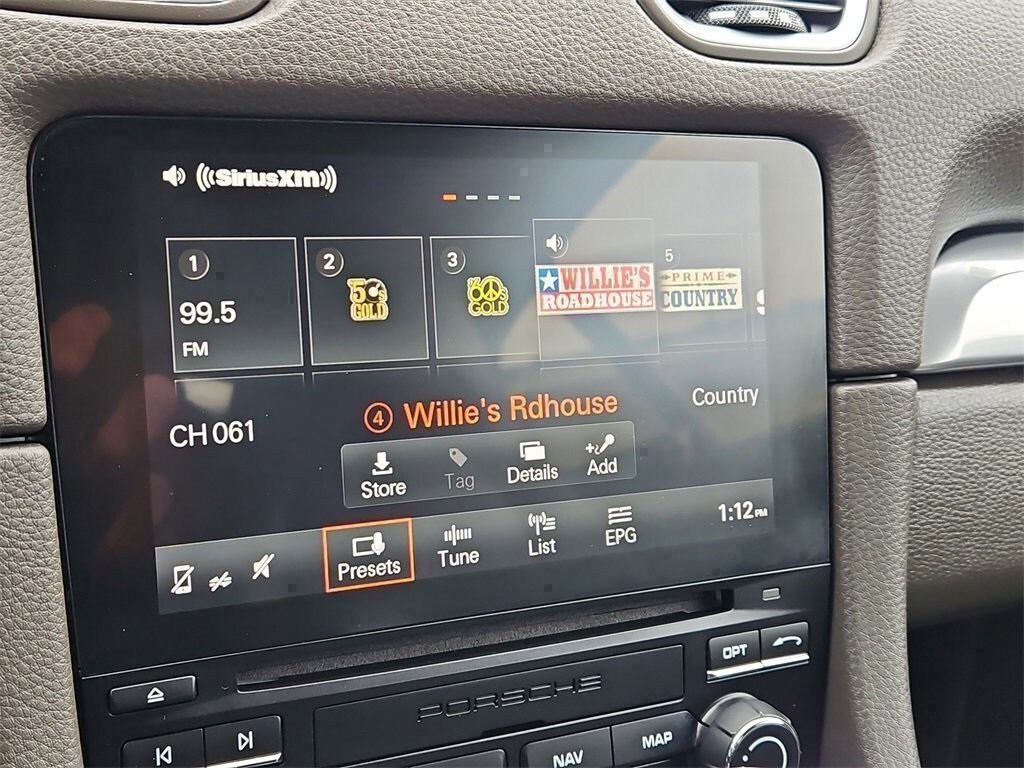 SiriusXM
1
99.5
FM
2
50s
GOLD
3
60s
GOLD
WILLIE'S
ROADHOUSE
5
PRIME
COUNTRY
CH 061
4 Willie's Rdhouse
Country
Store
Tag
Details
Add
Presets
Tune
List
EPG
1:12 PM
OPT
PORSCHE
NAV
MAP